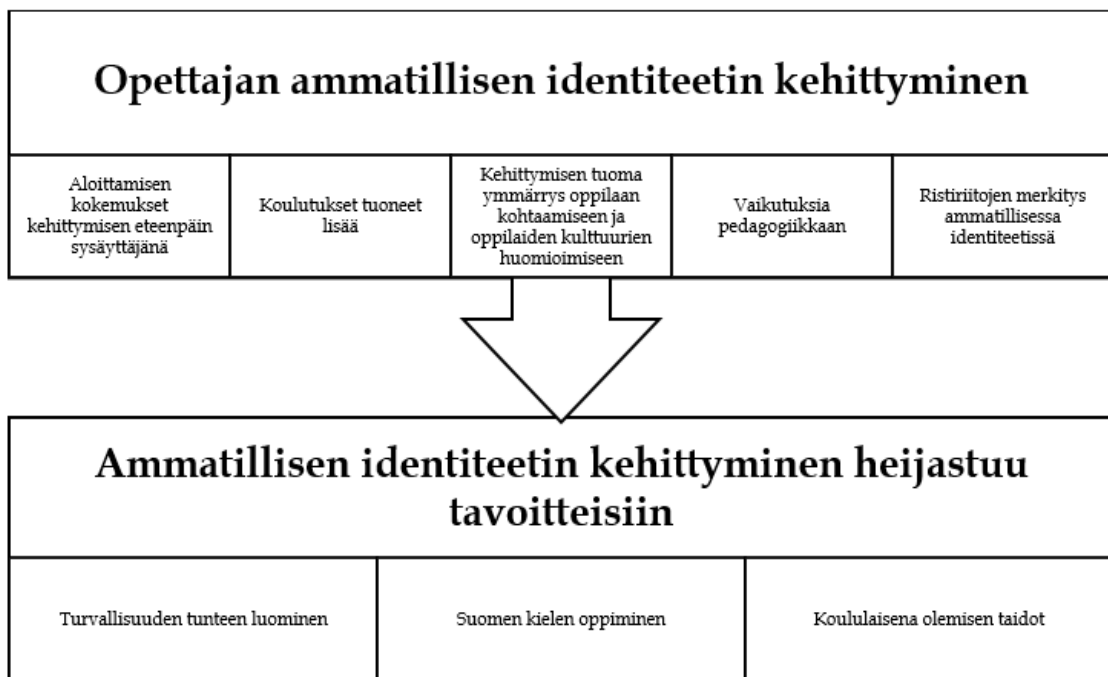 Opettajan ammatillisen identiteetin kehittyminen
Aloittamisen
kokemukset
kehittymisen eteenpäin
sysäyttäjänä
Koulutukset tuoneet
lisää
Kehittymisen tuoma
ymmärrys oppilaan
kohtaamiseen ja
oppilaiden kulttuurien
huomioimiseen
Vaikutuksia
pedagogiikkaan
Ristiriitojen merkitys
ammatillisessa
identiteetissä
Ammatillisen identiteetin kehittyminen heijastuu
tavoitteisiin
Turvallisuuden tunteen luominen
Suomen kielen oppiminen
Koululaisena olemisen taidot